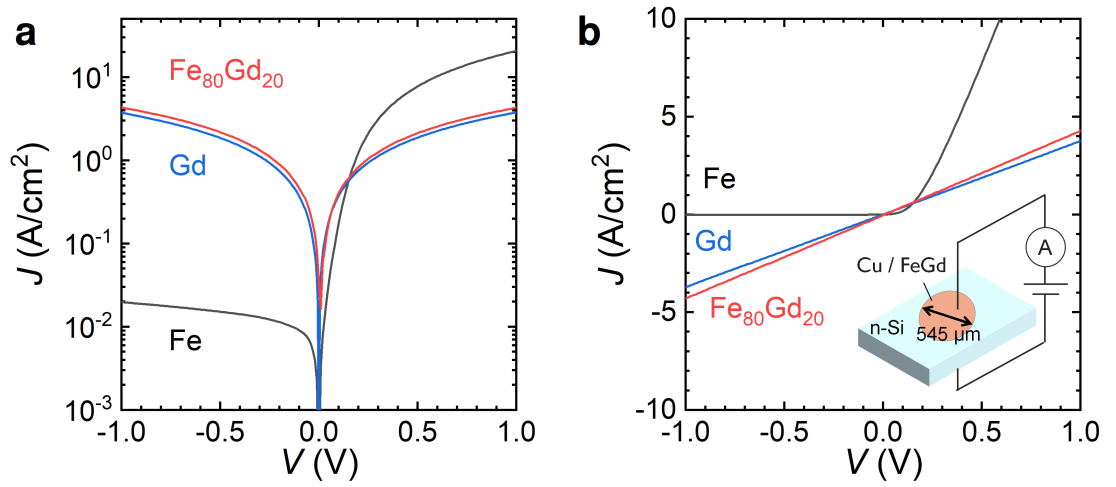 a
Fe80Gd20
Gd
Fe
J (A/cm2)
101
100
10-1
10-2
10-3
-1.0 -0.5 0.0 0.5 1.0
V (V)
b
Fe
Gd
Fe80Gd20
Cu / FeGd
n-Si
545 μm
A
J (A/cm2)
10
5
0
-5
-10
-1.0 -0.5 0.0 0.5 1.0
V (V)